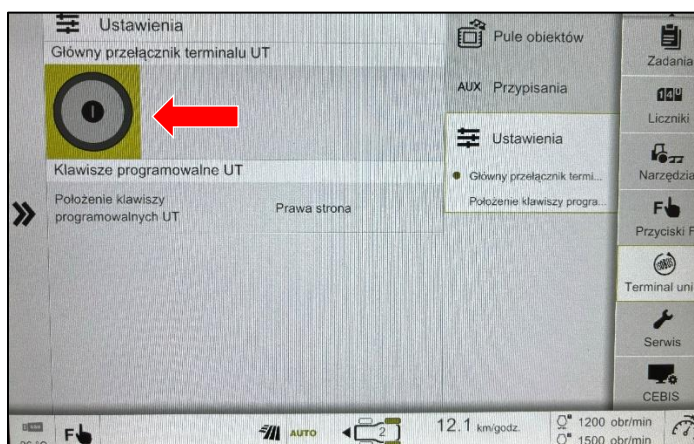 Ustawienia
Główny przełącznik terminalu UT
Klawisze programowalne UT
Położenie klawiszy
programowalnych UT
Prawa strona
Pule obiektów
AUX Przypisania
Ustawienia
Główny przełącznik termi...
Położenie klawiszy progra...
Zadania
Liczniki
Narzędzia
F
Przyciski F
Terminal uni
Serwis
CEBIS
F
AUTO
2
12.1 km/godz.
1200 obr/min
1500 obr/min